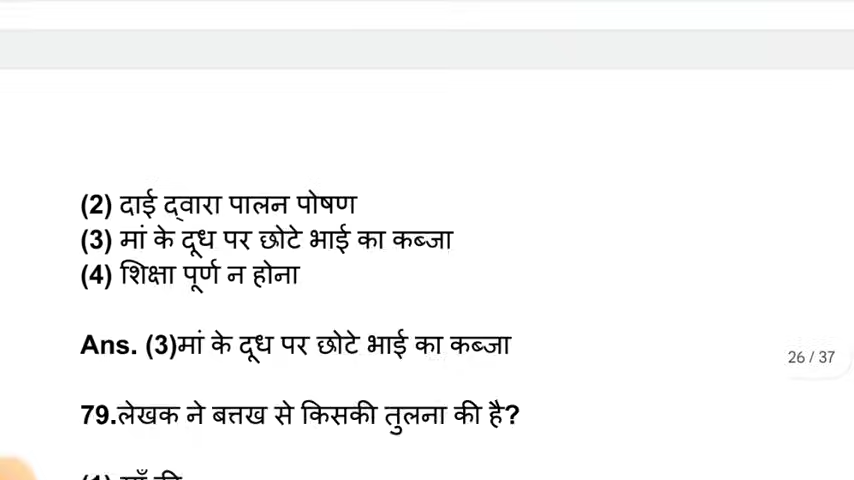 (2) दाई द्वारा पालन पोषण
(3) मां के दूध पर छोटे भाई का कब्जा
(4) शिक्षा पूर्ण न होना
Ans. (3)मां के दूध पर छोटे भाई का कब्जा
26 / 37
79.लेखक ने बत्तख से किसकी तुलना की है?
(1) माँ की